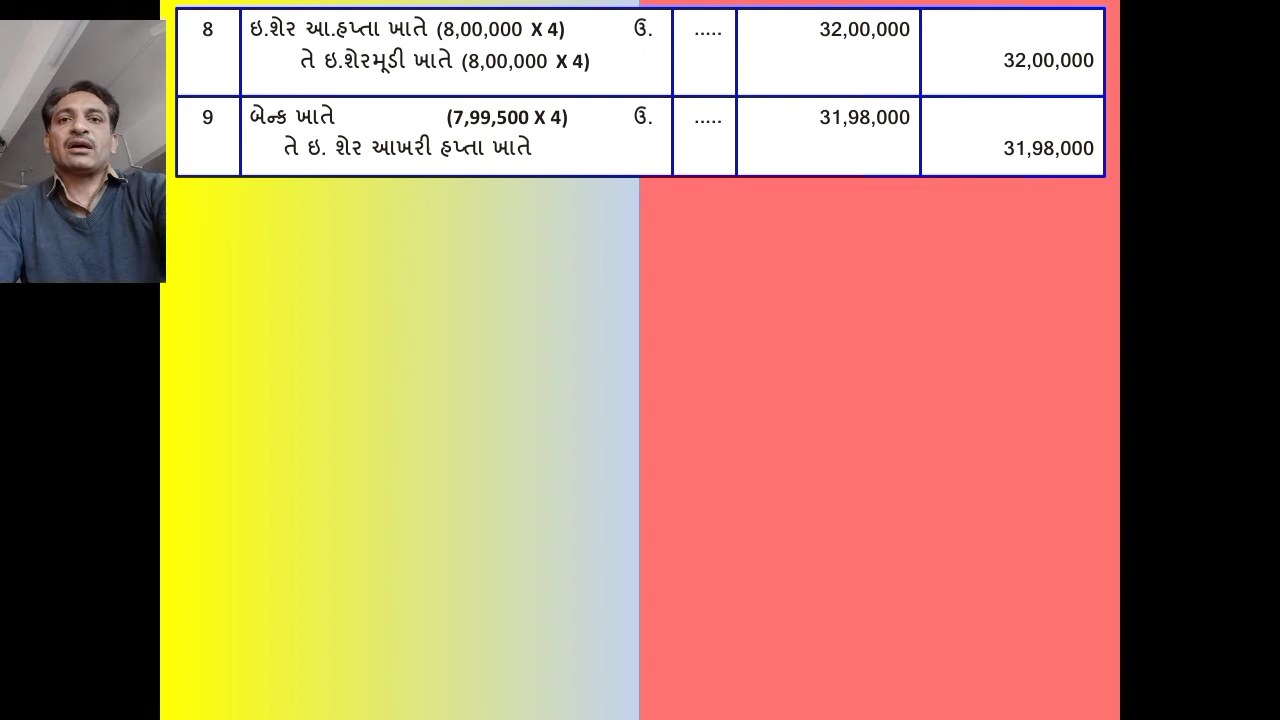 8 ઇ.શેર આ.હપ્તા ખાતે (8,00,000 X 4) ઉ. ..... 32,00,000
તે ઇ.શેરમૂડી ખાતે (8,00,000 X 4) 32,00,000
9 બેન્ક ખાતે (7,99,500 X 4) ઉ. ..... 31,98,000
તે ઇ. શેર આખરી હપ્તા ખાતે 31,98,000